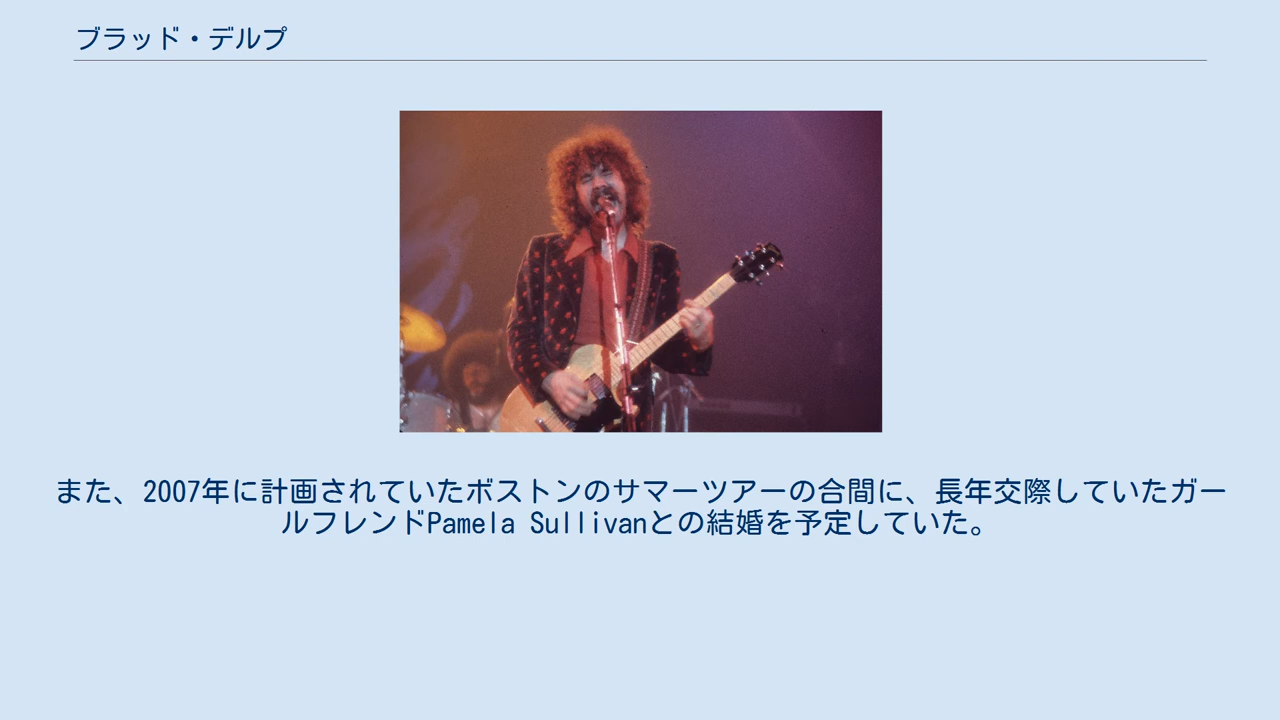 ブラッド・デルプ
また、2007年に計画されていたボストンのサマーツアーの合間に、長年交際していたガー
ルフレンドPamela Sullivanとの結婚を予定していた。